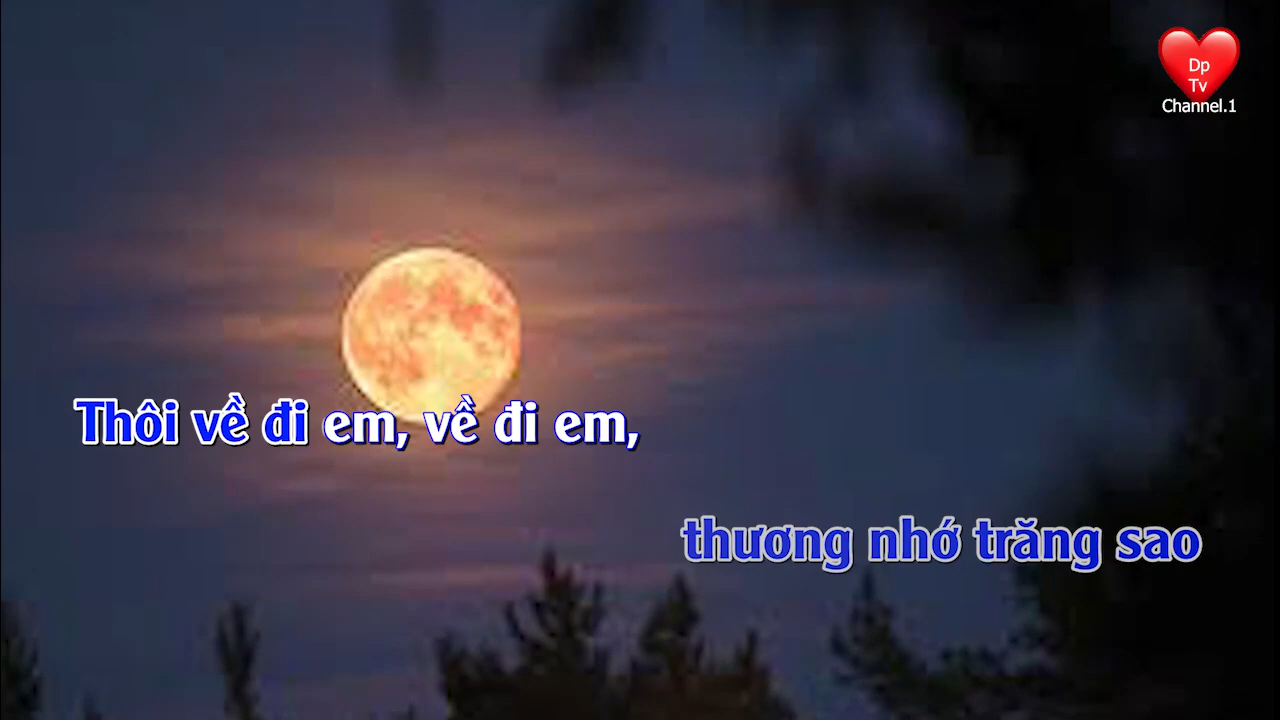 Dp
Tv
Channel.1
Thôi về đi em, về đi em,
thương nhớ trăng sao